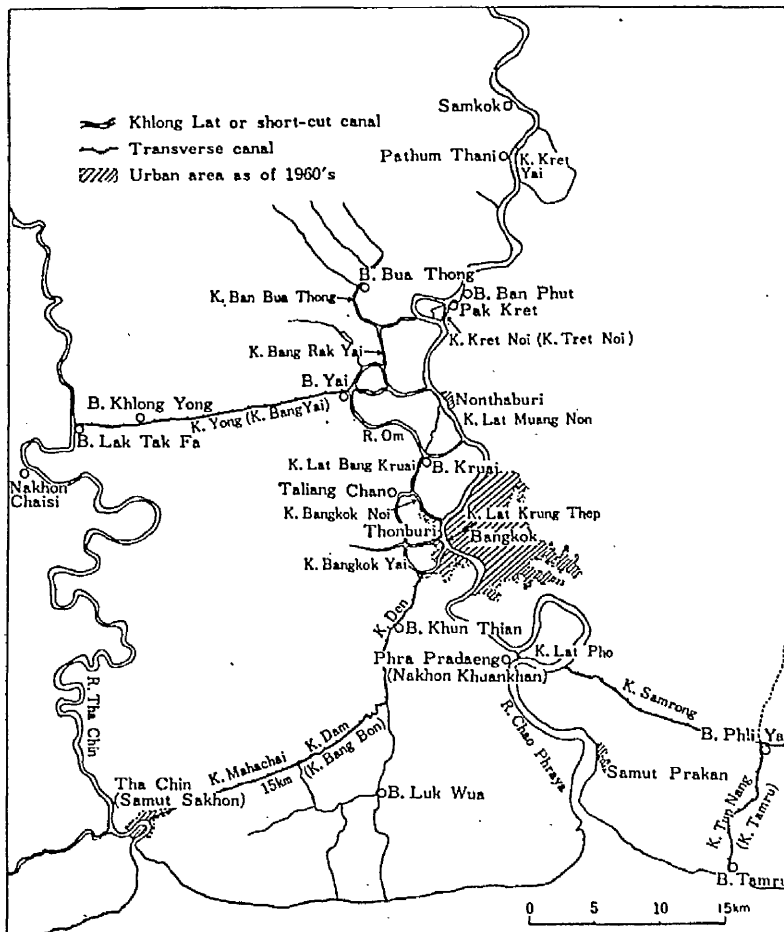 Samkok
Khlong Lat or short-cut canal
Transverse canal
Urban area as of 1960's
Pathum Thani
K. Kret
Yai
B. Bua Thong
K. Ban Bua Thong
B. Ban Phut
Pak Kret
K. Kret Noi (K. Tret Noi)
K. Bang Rak Yai
B. Yai
B. Khlong Yong
K. Yong (K. Bang Yai)
Nonthaburi
K. Lat Muang Non
R. Om
B. Lak Tak Fa
K. Lat Bang Kruai
B. Kruai
Nakhon
Chaisi
Taliang Chan
K. Bangkok Noi
K. Lat Krung Thep
Thonburi
Bangkok
K. Bangkok Yai
K. Dan
B. Khun Thian
K. Lat Pho
Phra Pradaeng
(Nakhon Khuankhan)
K. Samrong
R. Tha Chin
R. Chao Phraya
B. Phli Ya
K. Dam
(K. Bang Bon)
K. Mahachai
15km
Samut Prakan
Tha Chin
(Samut Sakhon)
B. Luk Wua
(K. Tamru)
B. Tamru
0 5 10 15km